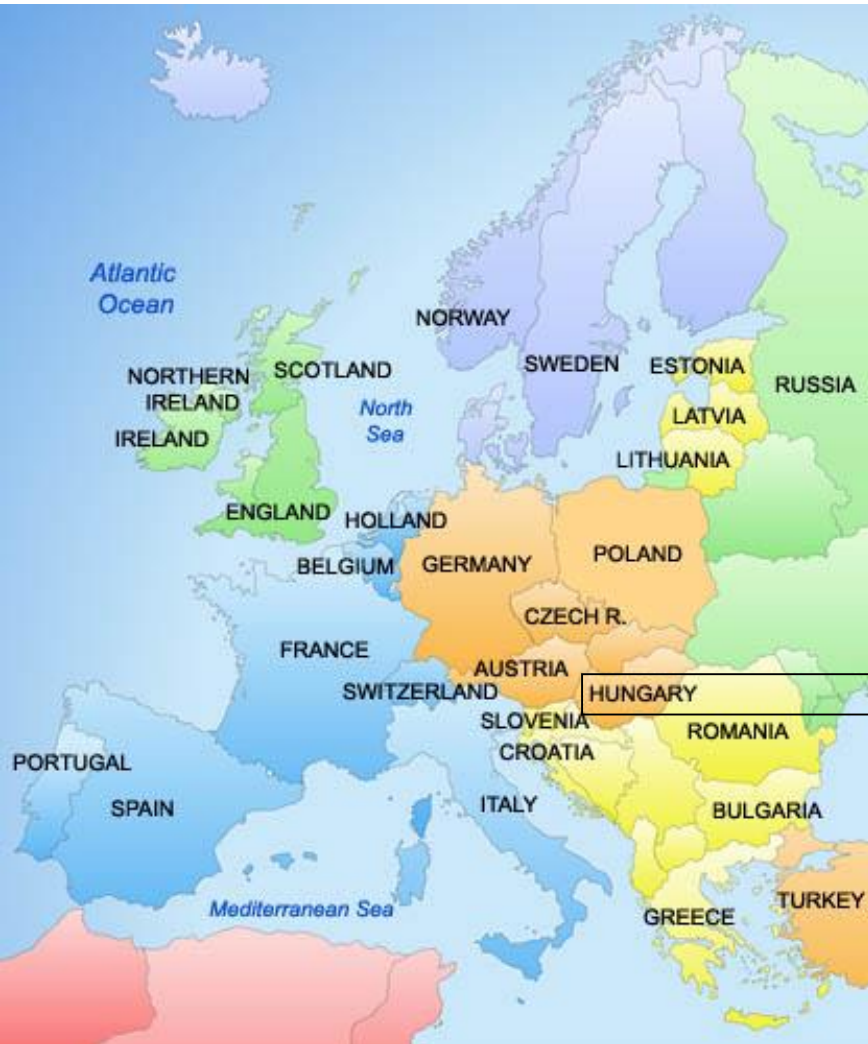 Atlantic
Ocean
NORWAY
SWEDEN
ESTONIA
RUSSIA
NORTHERN
IRELAND
SCOTLAND
North
Sea
LATVIA
IRELAND
LITHUANIA
ENGLAND
HOLLAND
BELGIUM
GERMANY
POLAND
CZECH R.
FRANCE
AUSTRIA
SWITZERLAND
HUNGARY
SLOVENIA
ROMANIA
CROATIA
PORTUGAL
SPAIN
ITALY
BULGARIA
Mediterranean Sea
GREECE
TURKEY